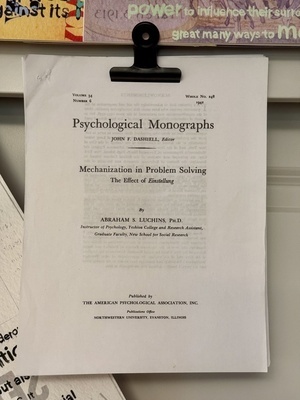 power
to influence their surro
great many ways to m
ust its
VOLUME 54
WHOLE NO. 248
NUMBER 6
1942
Psychological Monographs
JOHN F. DASHIELL, Editor
Mechanization in Problem Solving
The Effect of Einstellung
By
ABRAHAM S. LUCHINS, PH.D.
Instructor of Psychology, Yeshiva College and Research Assistant,
Graduate Faculty, New School for Social Research
Published by
THE AMERICAN PSYCHOLOGICAL ASSOCIATION, INC.
Publications Office
NORTHWESTERN UNIVERSITY, EVANSTON, ILLINOIS